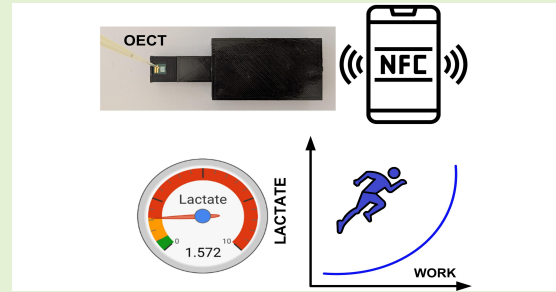 OECT
NFC
Lactate
0
10
1.572
LACTATE
WORK